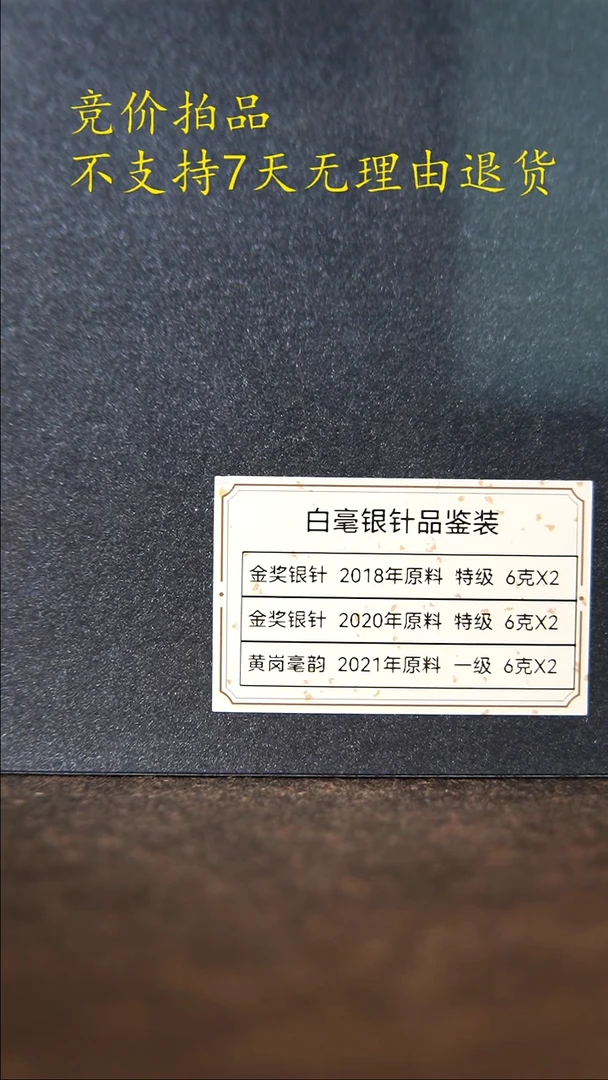 竞价拍品
不支持7天无理由退货
白毫银针品鉴装
金奖银针 2018年原料 特级 6克X2
金奖银针 2020年原料 特级 6克X2
黄岗毫韵 2021年原料 一级 6克X2